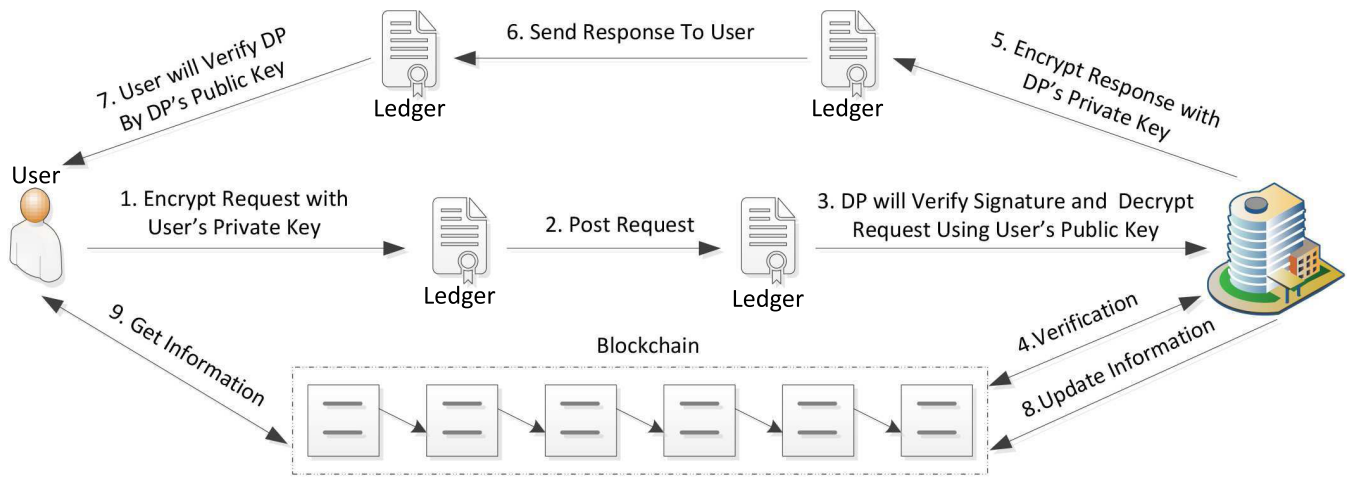 6. Send Response To User
7. User will Verify DP
By DP's Public Key
5. Encrypt Response with
DP's Private Key
Ledger
Ledger
User
1. Encrypt Request with
User's Private Key
2. Post Request
3. DP will Verify Signature and Decrypt
Request Using User's Public Key
Ledger
Ledger
9. Get Information
4.Verification
8.Update Information
Blockchain